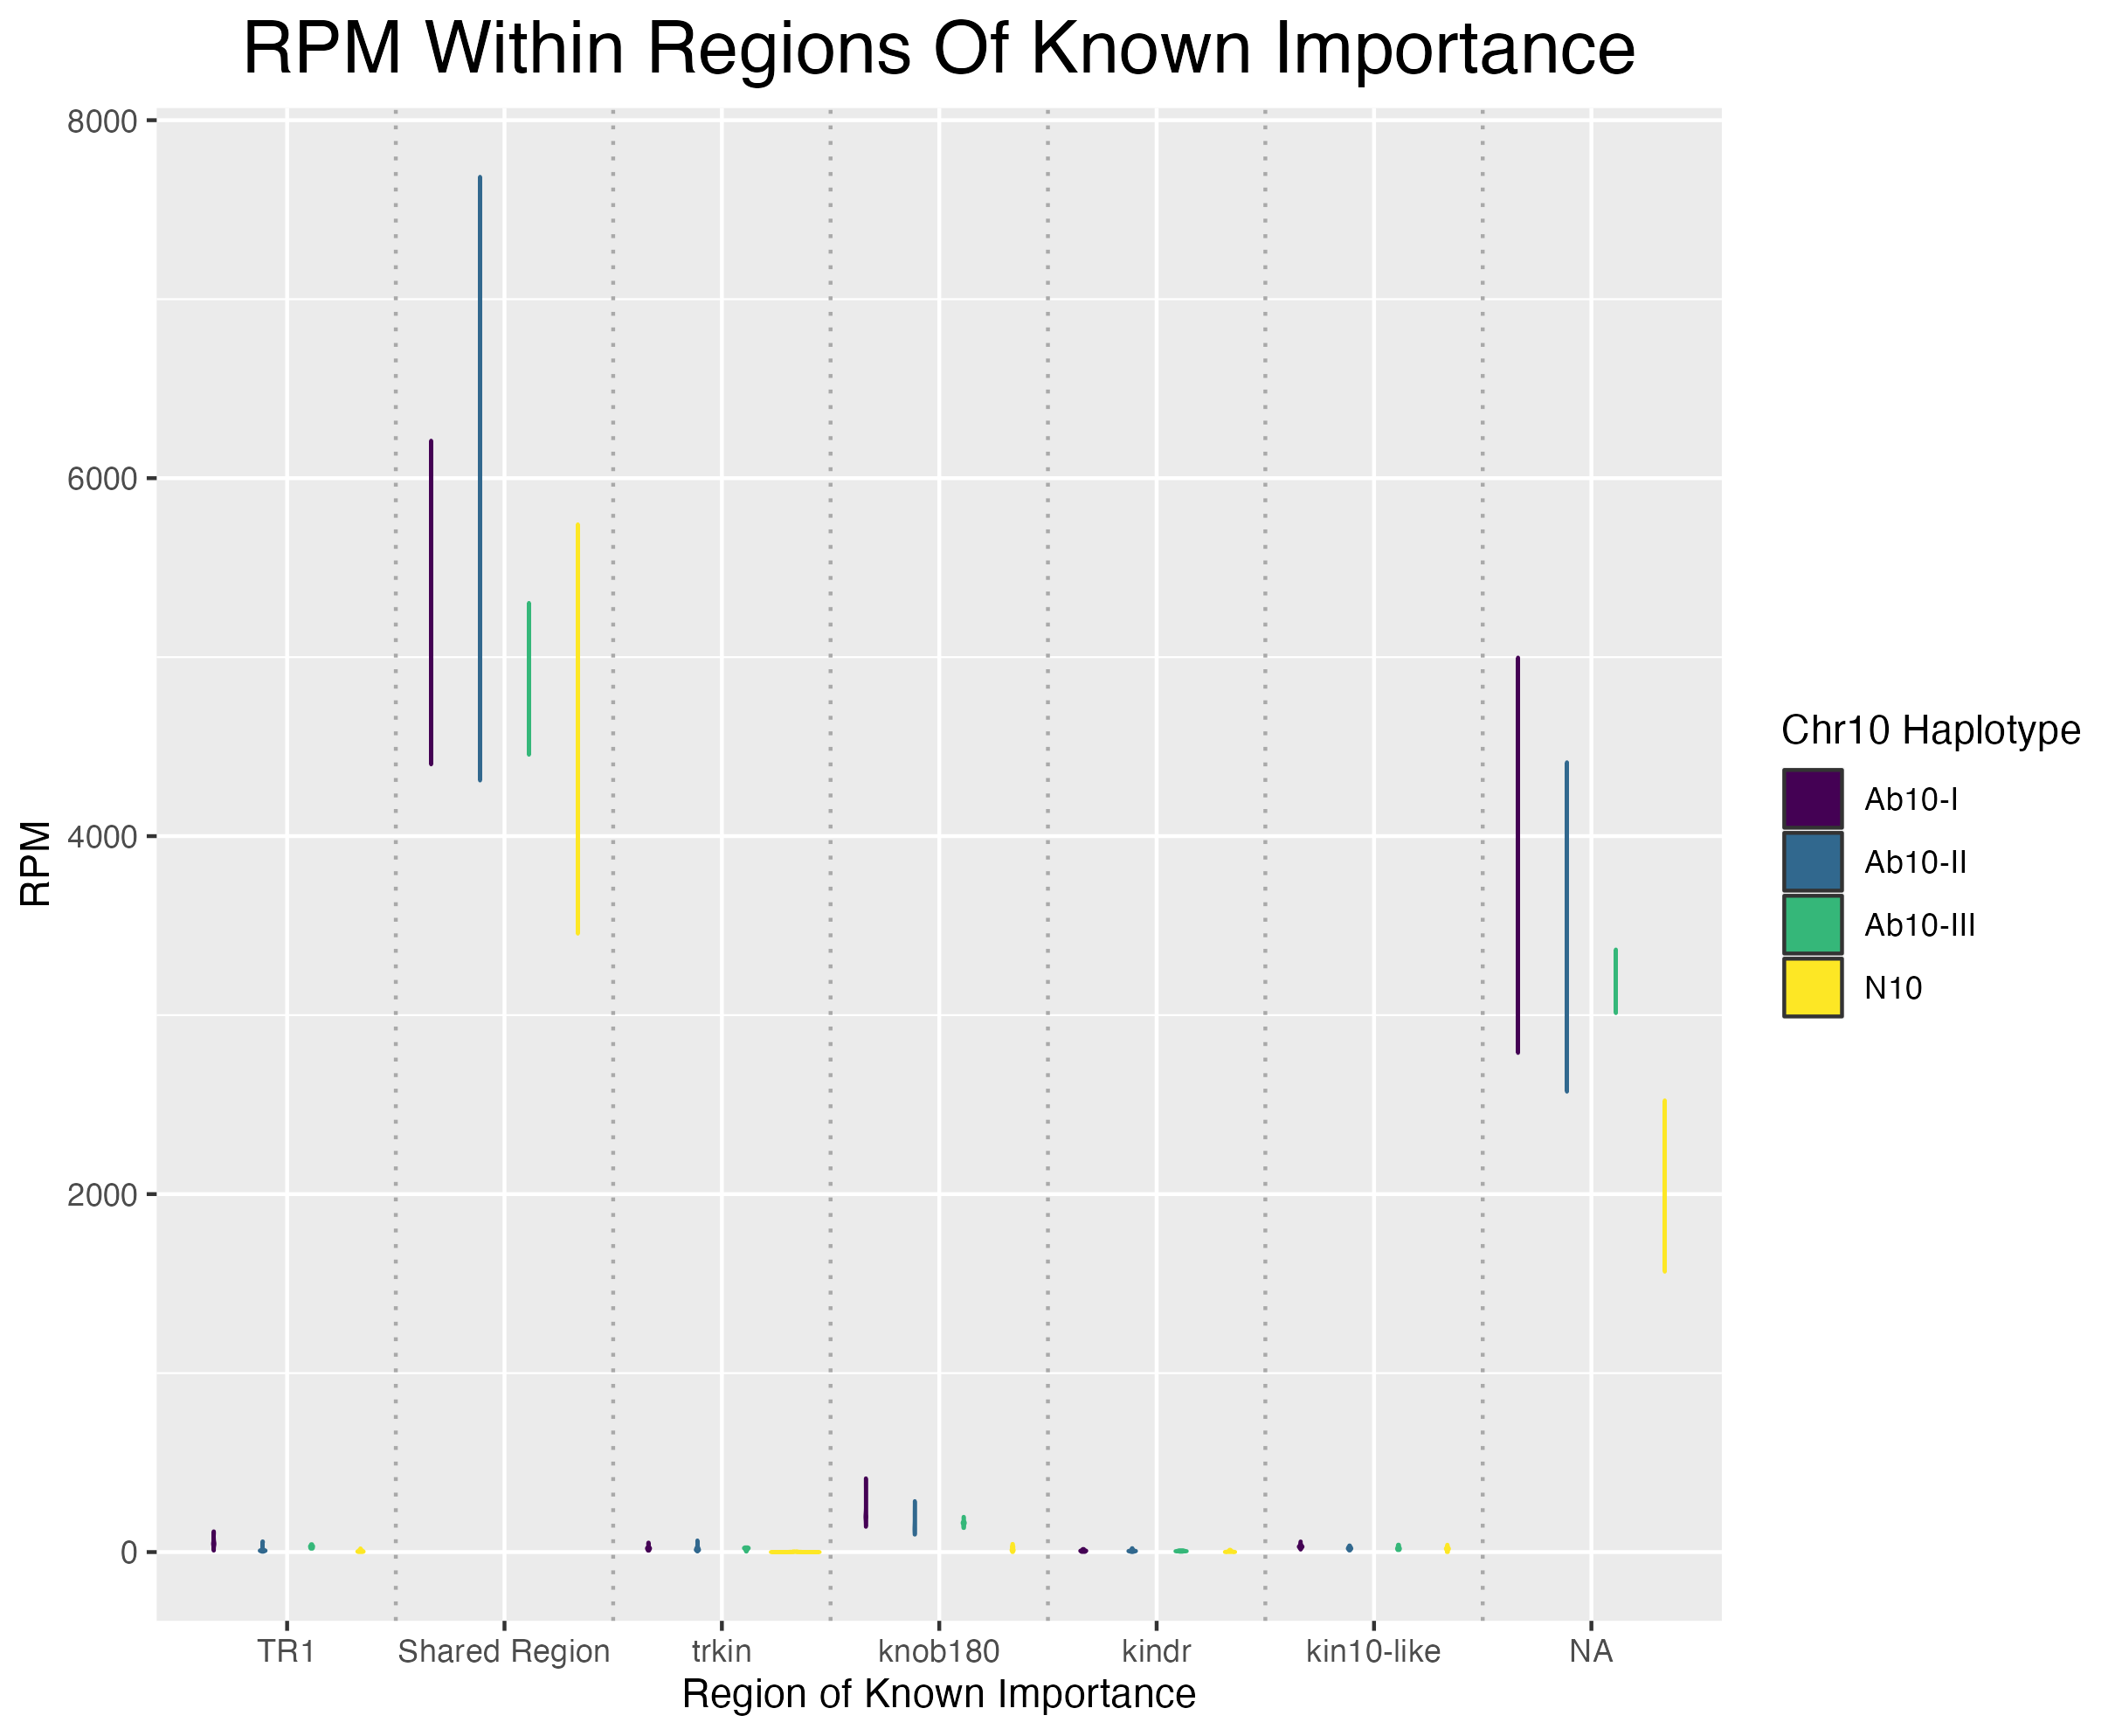 RPM Within Regions Of Known Importance
8000
6000
4000
2000
0
RPM
TR1 Shared Region trkin knob180 kindr kin10-like NA
Region of Known Importance
Chr10 Haplotype
Ab10-I
Ab10-II
Ab10-III
N10